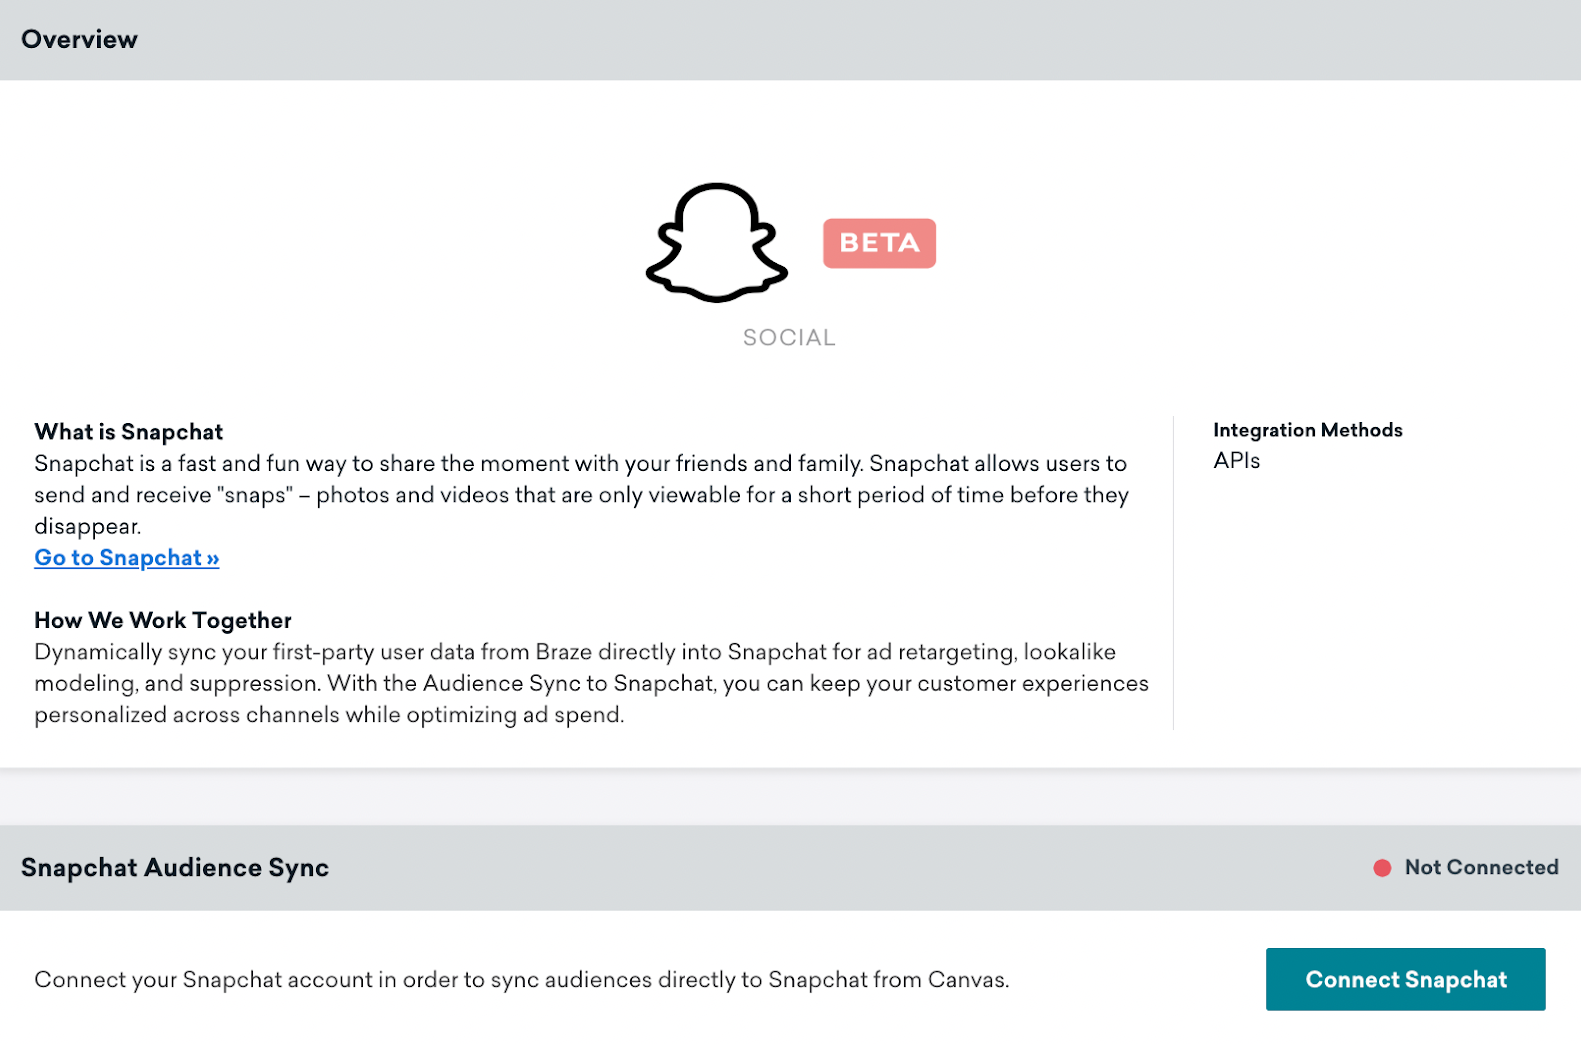 Overview
BETA
SOCIAL
What is Snapchat
Snapchat is a fast and fun way to share the moment with your friends and family. Snapchat allows users to
send and receive "snaps" – photos and videos that are only viewable for a short period of time before they
disappear.
Go to Snapchat »
How We Work Together
Dynamically sync your first-party user data from Braze directly into Snapchat for ad retargeting, lookalike
modeling, and suppression. With the Audience Sync to Snapchat, you can keep your customer experiences
personalized across channels while optimizing ad spend.
Integration Methods
APIs
Snapchat Audience Sync
Not Connected
Connect your Snapchat account in order to sync audiences directly to Snapchat from Canvas.
Connect Snapchat